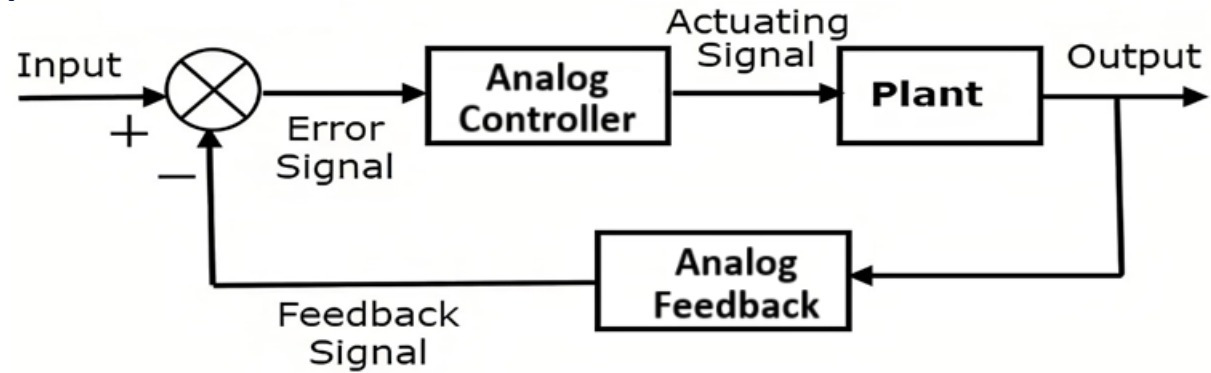 Input
+
−
Error
Signal
Analog
Controller
Actuating
Signal
Plant
Output
Analog
Feedback
Feedback
Signal